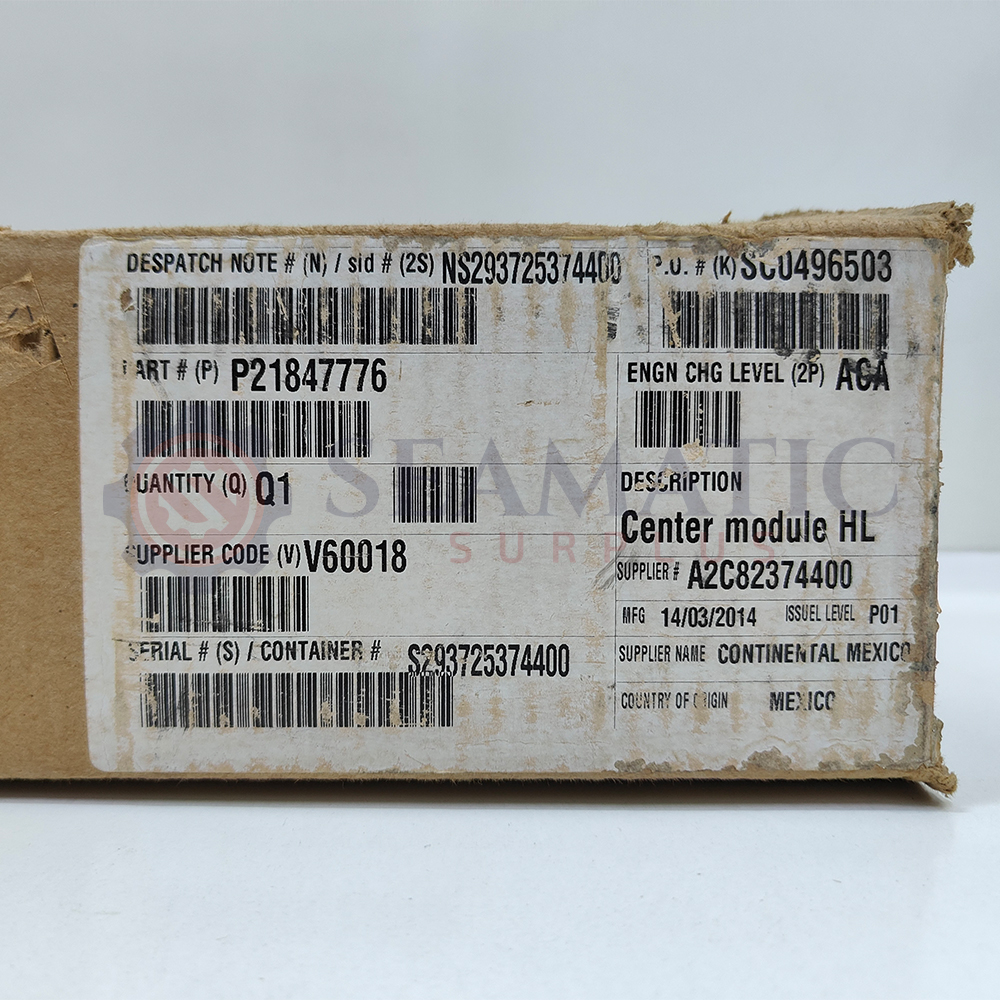 DESPATCH NOTE # (N) / sid # (2S) NS293725374400
P.O. # (K) SC0496503
PART # (P) P21847776
ENGN CHG LEVEL (2P) ACA
QUANTITY (Q) Q1
DESCRIPTION
Center module HL
SUPPLIER CODE (V) V60018
SUPPLIER # A2C82374400
MFG 14/03/2014 ISSUEL LEVEL P01
SERIAL # (S) / CONTAINER # S293725374400
SUPPLIER NAME CONTINENTAL MEXICO
COUNTRY OF ORIGIN MEXICO
SEAMATIC
SURPLUS